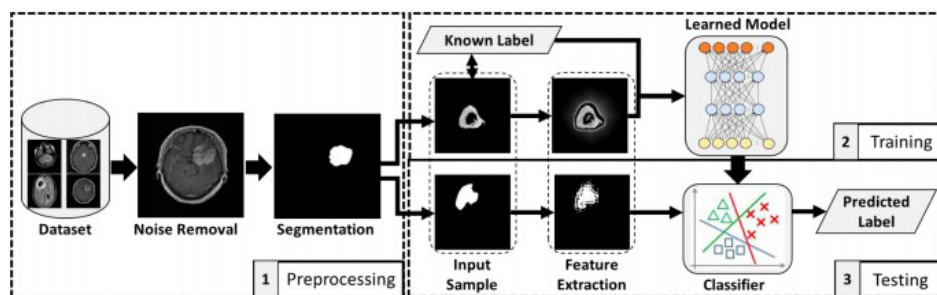 Learned Model
Known Label
2 Training
Dataset
Noise Removal
Segmentation
Predicted
Label
1 Preprocessing
Input
Sample
Feature
Extraction
Classifier
3 Testing